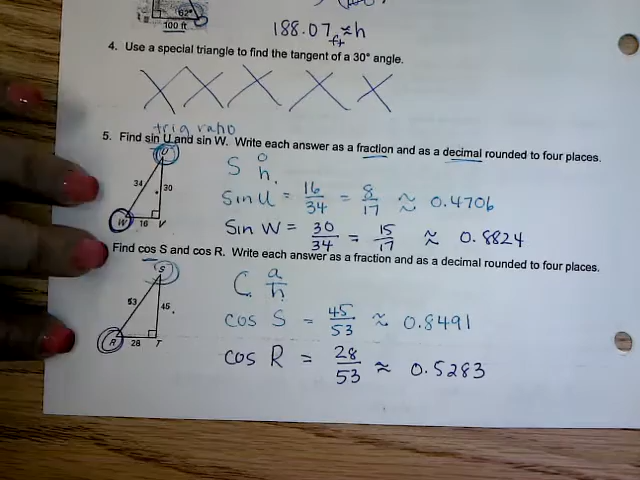 62°
100 ft
188.07 ft ≈ h
4. Use a special triangle to find the tangent of a 30° angle.
trig ratio
5. Find sin U and sin W. Write each answer as a fraction and as a decimal rounded to four places.
U
34
30
W
16
V
S o/h.
sin U = 16/34 = 8/17 ≈ 0.4706
Sin W = 30/34 = 15/17 ≈ 0.8824
Find cos S and cos R. Write each answer as a fraction and as a decimal rounded to four places.
S
53
45
R
28
T
C. a/h
cos S = 45/53 ≈ 0.8491
cos R = 28/53 ≈ 0.5283